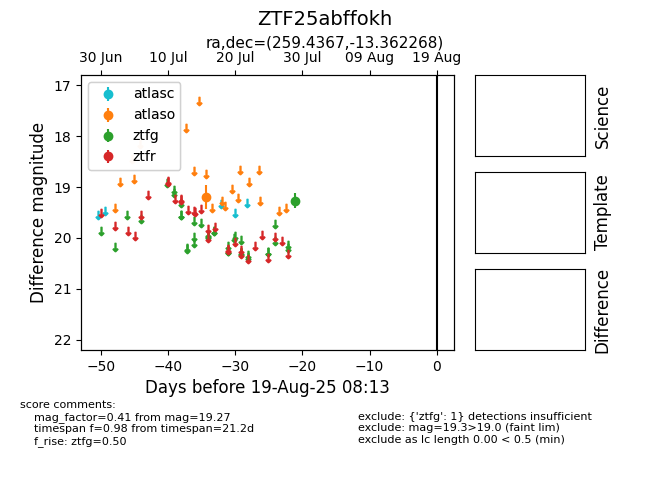 ZTF25abffokh
ra,dec=(259.4367,-13.362268)
30 Jun 10 Jul 20 Jul 30 Jul 09 Aug 19 Aug
17
18
19
20
21
22
Difference magnitude
atlasc
atlaso
ztfg
ztfr
−50 −40 −30 −20 −10 0
Days before 19-Aug-25 08:13
Science
Template
Difference
score comments:
mag_factor=0.41 from mag=19.27
timespan f=0.98 from timespan=21.2d
f_rise: ztfg=0.50
exclude: {'ztfg': 1} detections insufficient
exclude: mag=19.3>19.0 (faint lim)
exclude as lc length 0.00 < 0.5 (min)